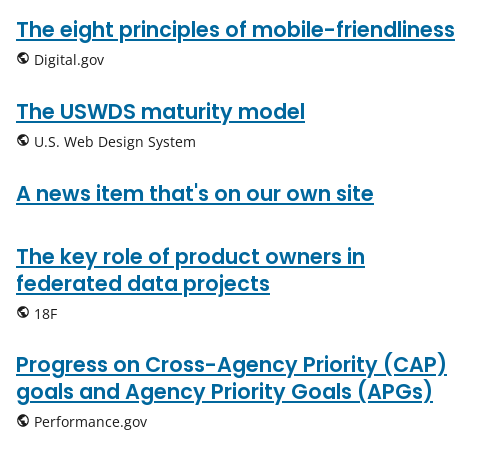 The eight principles of mobile-friendliness
Digital.gov
The USWDS maturity model
U.S. Web Design System
A news item that's on our own site
The key role of product owners in
federated data projects
18F
Progress on Cross-Agency Priority (CAP)
goals and Agency Priority Goals (APGs)
Performance.gov